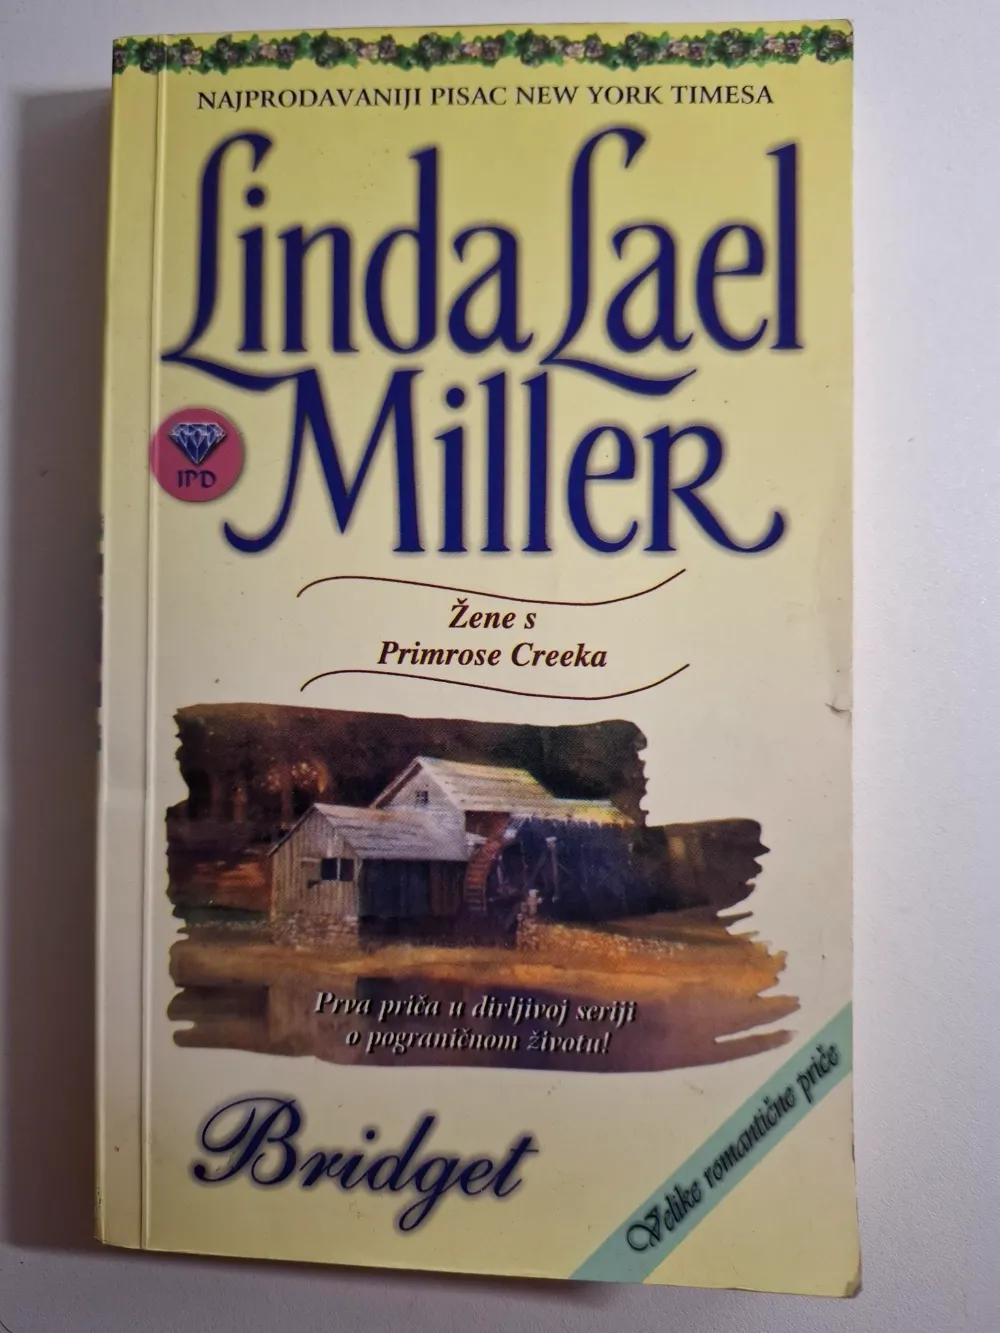 NAJPRODAVANIJI PISAC NEW YORK TIMESA
Linda Lael
Miller
IPD
Žene s
Primrose Creeka
Prva priča u dirljivoj seriji
o pograničnom životu!
Bridget
Velike romantične priče